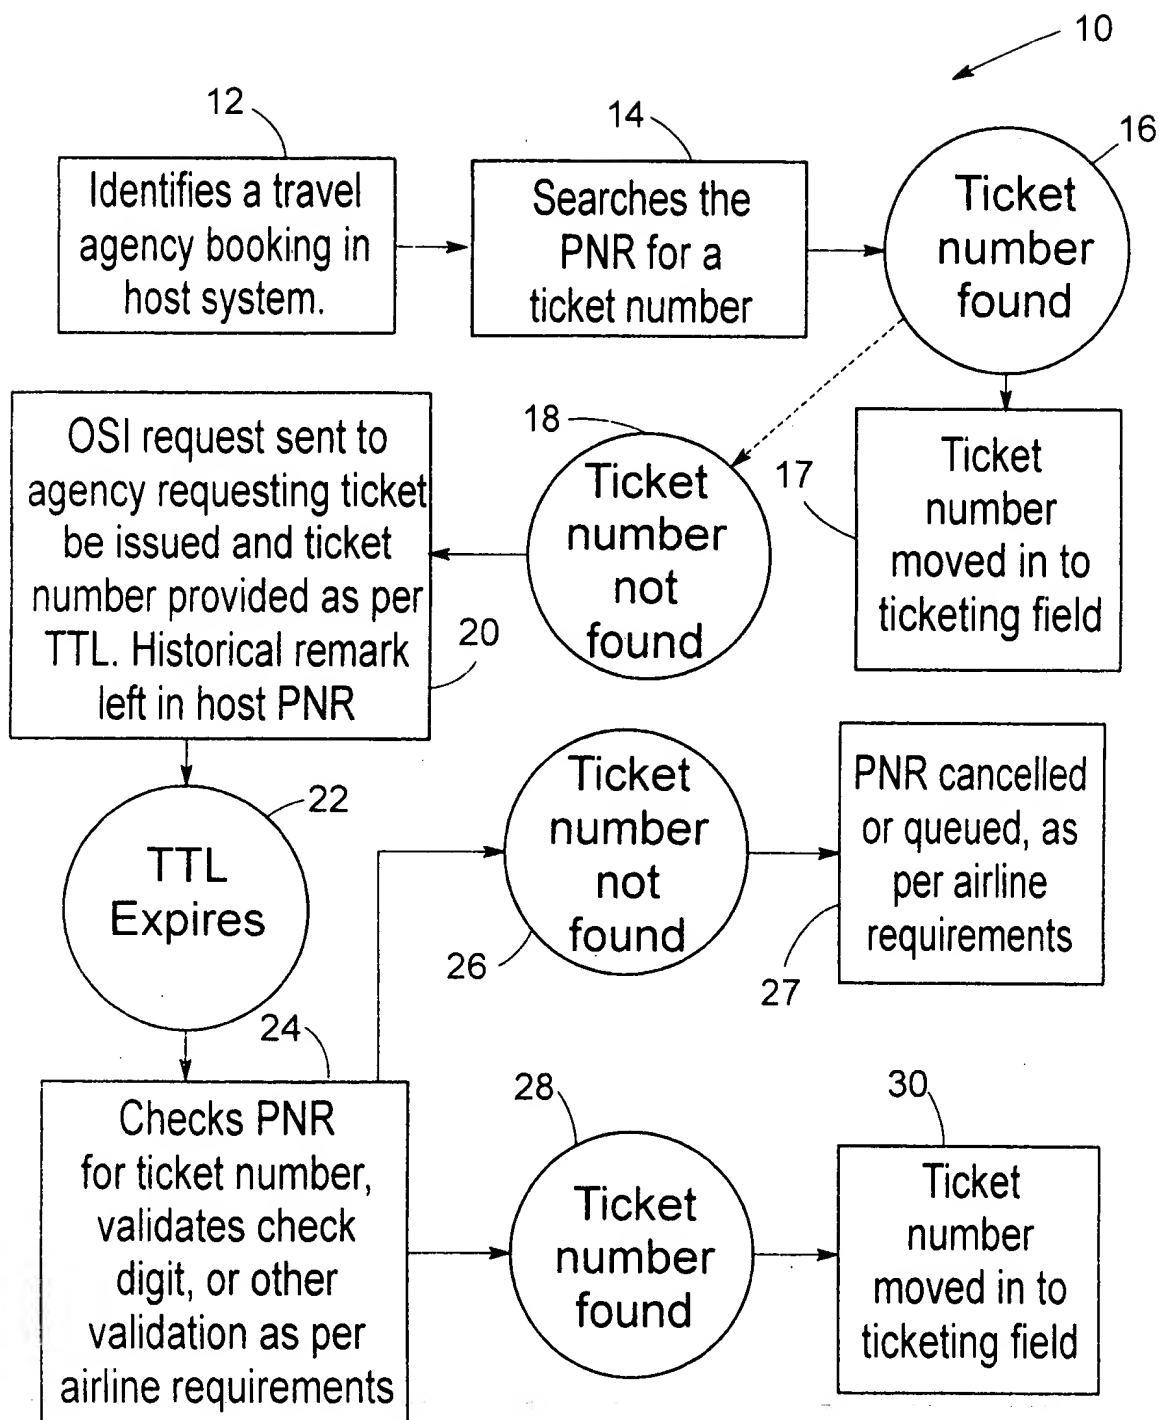 10
12
14
16
Identifies a travel
agency booking in
host system.
Searches the
PNR for a
ticket number
Ticket
number
found
18
17
Ticket
number
moved in to
ticketing field
Ticket
number
not
found
OSI request sent to
agency requesting ticket
be issued and ticket
number provided as per
TTL. Historical remark
left in host PNR
20
22
TTL
Expires
Ticket
number
not
found
26
PNR cancelled
or queued, as
per airline
requirements
27
24
Checks PNR
for ticket number,
validates check
digit, or other
validation as per
airline requirements
28
Ticket
number
found
30
Ticket
number
moved in to
ticketing field